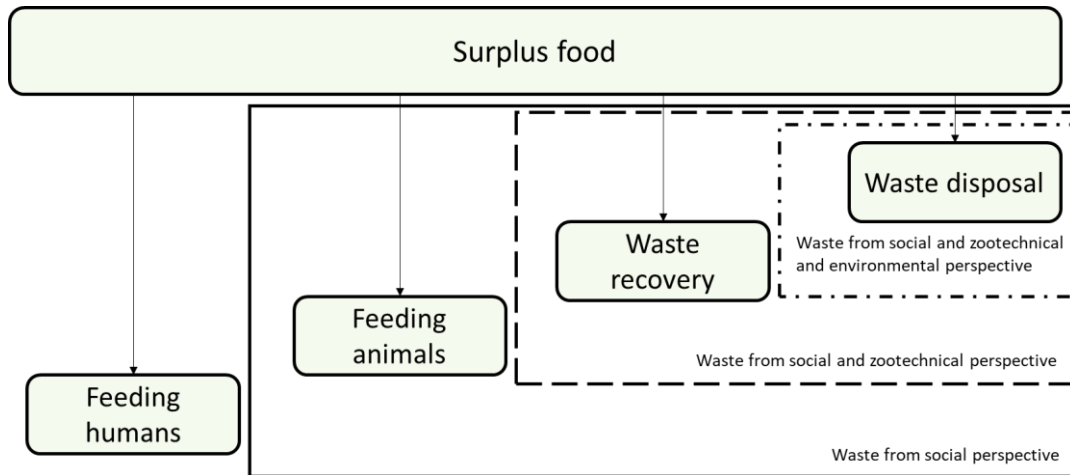 Surplus food
Waste disposal
Waste from social and zootechnical
and environmental perspective
Waste
recovery
Feeding
animals
Waste from social and zootechnical perspective
Feeding
humans
Waste from social perspective